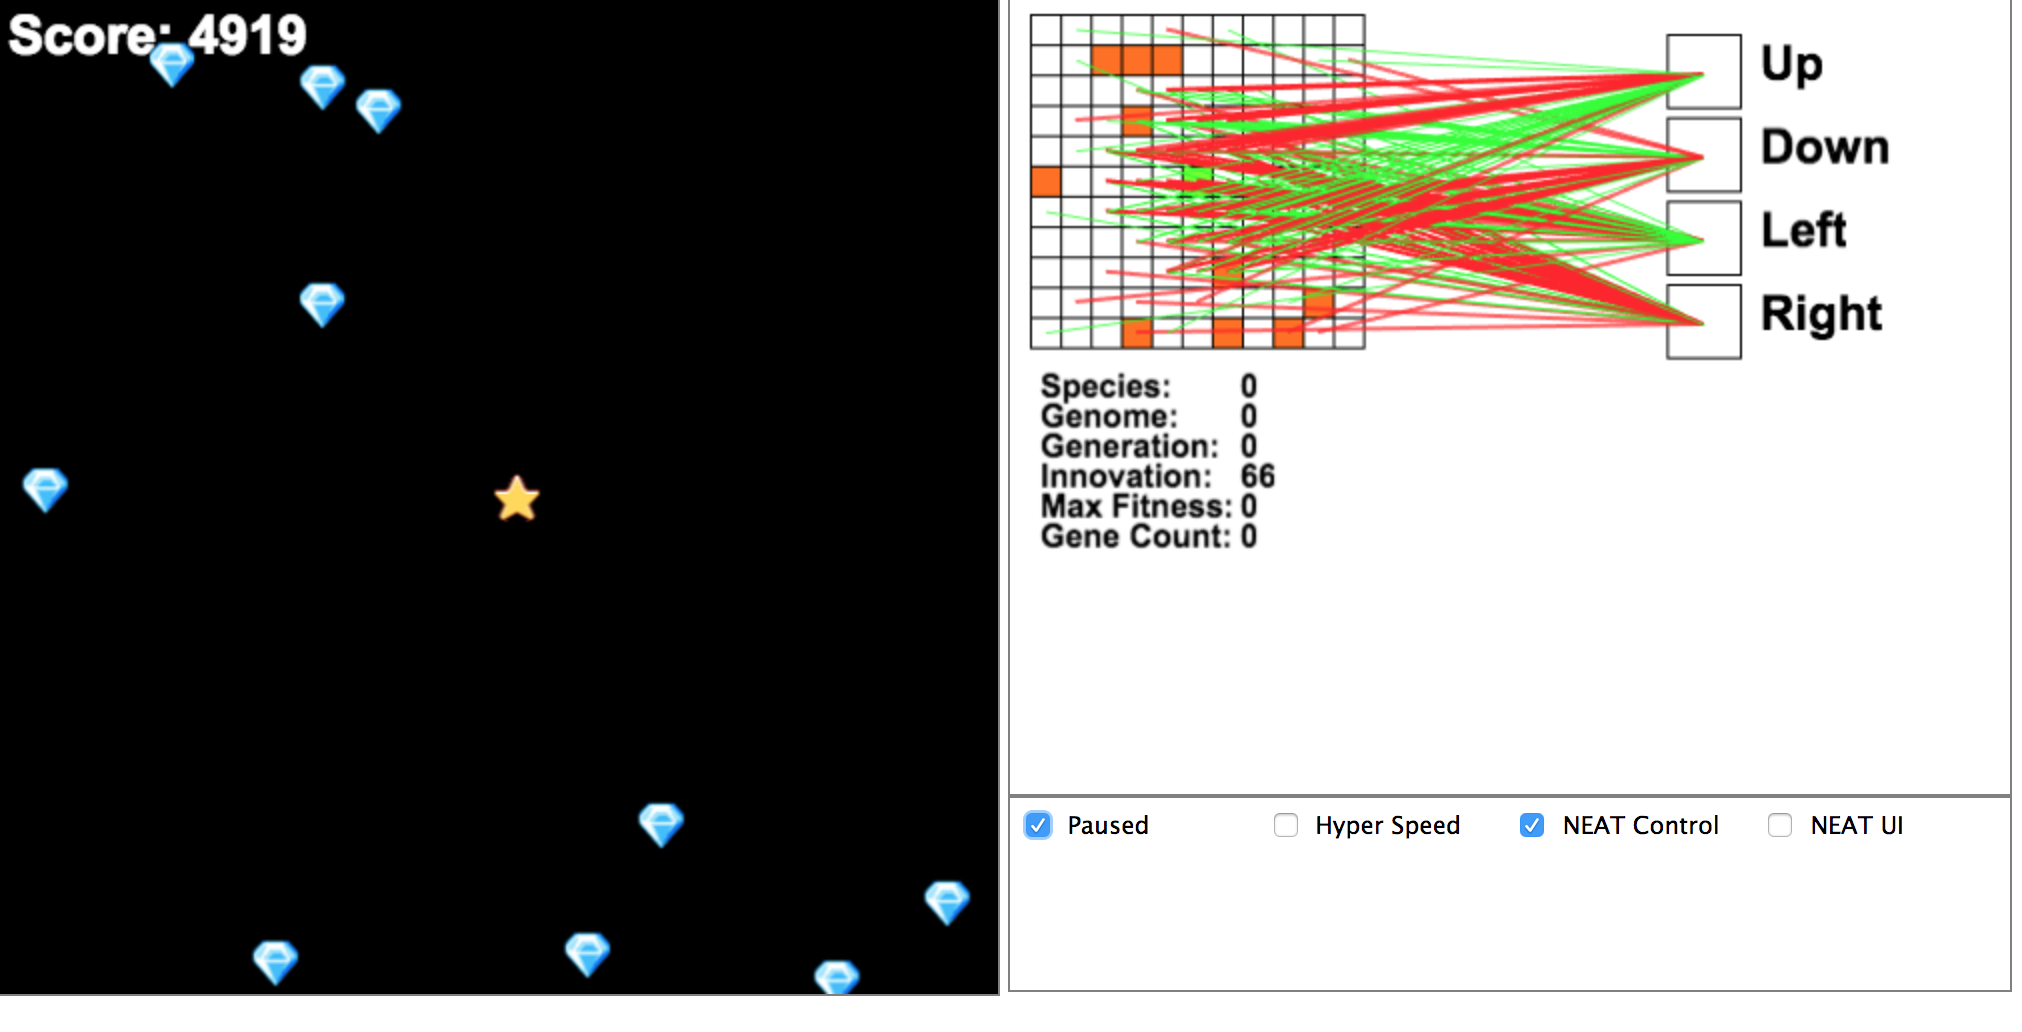 Score: 4919
Up
Down
Left
Right
Species: 0
Genome: 0
Generation: 0
Innovation: 66
Max Fitness: 0
Gene Count: 0
Paused
Hyper Speed
NEAT Control
NEAT UI